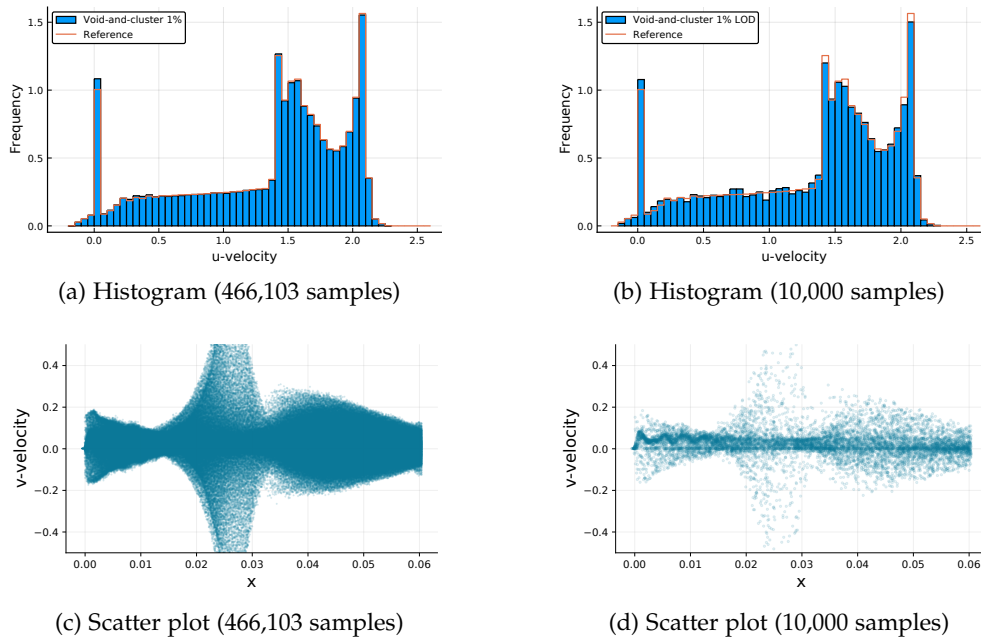 Void-and-cluster 1%
Reference
Frequency
1.5
1.0
0.5
0.0
0.0 0.5 1.0 1.5 2.0 2.5
u-velocity
(a) Histogram (466,103 samples)
Void-and-cluster 1% LOD
Reference
Frequency
1.5
1.0
0.5
0.0
0.0 0.5 1.0 1.5 2.0 2.5
u-velocity
(b) Histogram (10,000 samples)
v-velocity
0.4
0.2
0.0
−0.2
−0.4
0.00 0.01 0.02 0.03 0.04 0.05 0.06
x
(c) Scatter plot (466,103 samples)
v-velocity
0.4
0.2
0.0
−0.2
−0.4
0.00 0.01 0.02 0.03 0.04 0.05 0.06
x
(d) Scatter plot (10,000 samples)